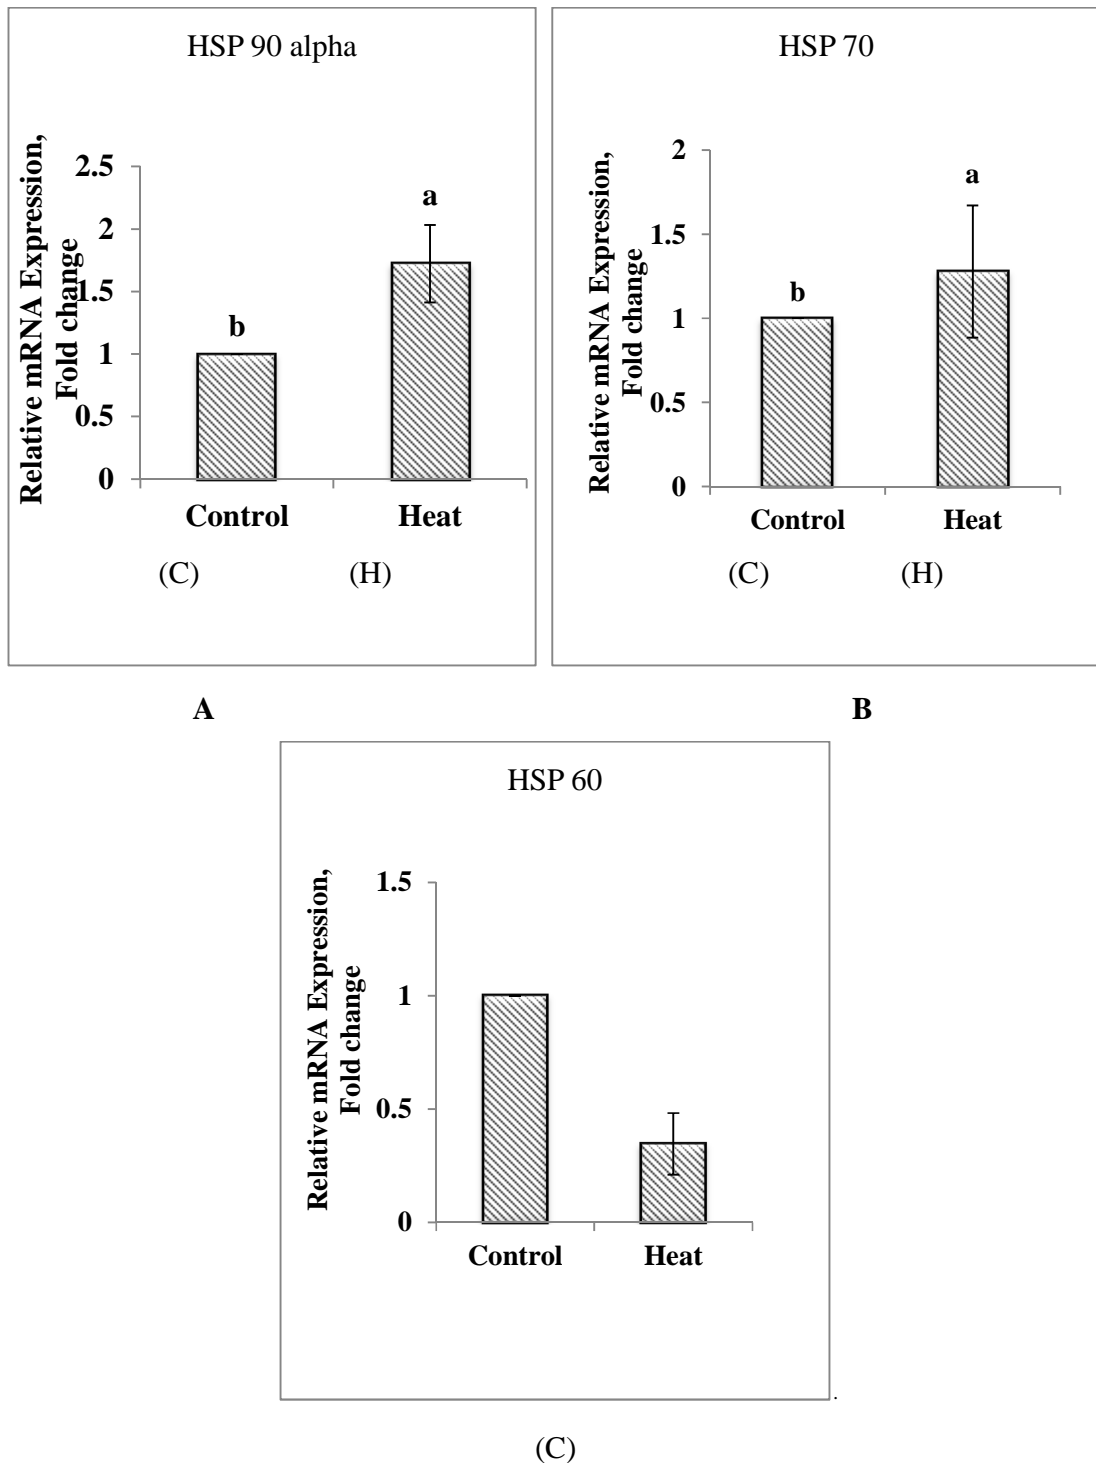 HSP 90 alpha
Relative mRNA Expression,
Fold change
2.5
2
1.5
1
0.5
0
b
a
Control
Heat
(C)
(H)
A
HSP 70
Relative mRNA Expression,
Fold change
2
1.5
1
0.5
0
b
a
Control
Heat
(C)
(H)
B
HSP 60
Relative mRNA Expression,
Fold change
1.5
1
0.5
0
Control
Heat
.
(C)